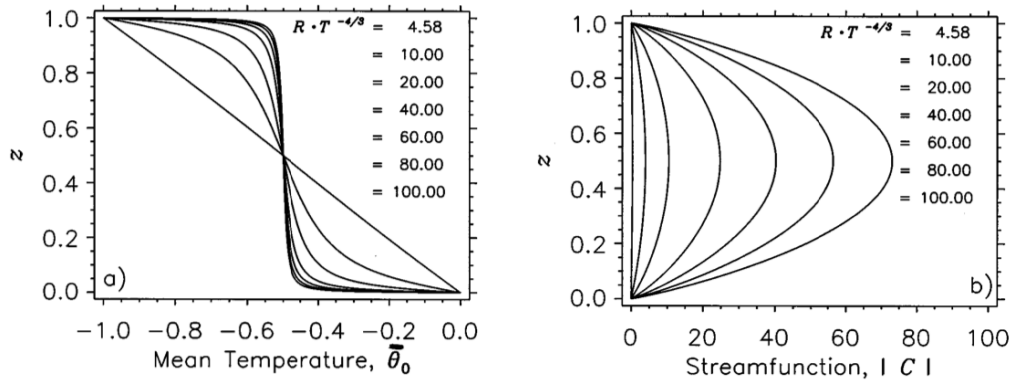 1.0
0.8
0.6
0.4
0.2
0.0
z
R · T ^-4/3 = 4.58
= 10.00
= 20.00
= 40.00
= 60.00
= 80.00
= 100.00
a)
−1.0 −0.8 −0.6 −0.4 −0.2 0.0
Mean Temperature, θ̄₀
1.0
0.8
0.6
0.4
0.2
0.0
z
R · T ^-4/3 = 4.58
= 10.00
= 20.00
= 40.00
= 60.00
= 80.00
= 100.00
b)
0 20 40 60 80 100
Streamfunction, | C |